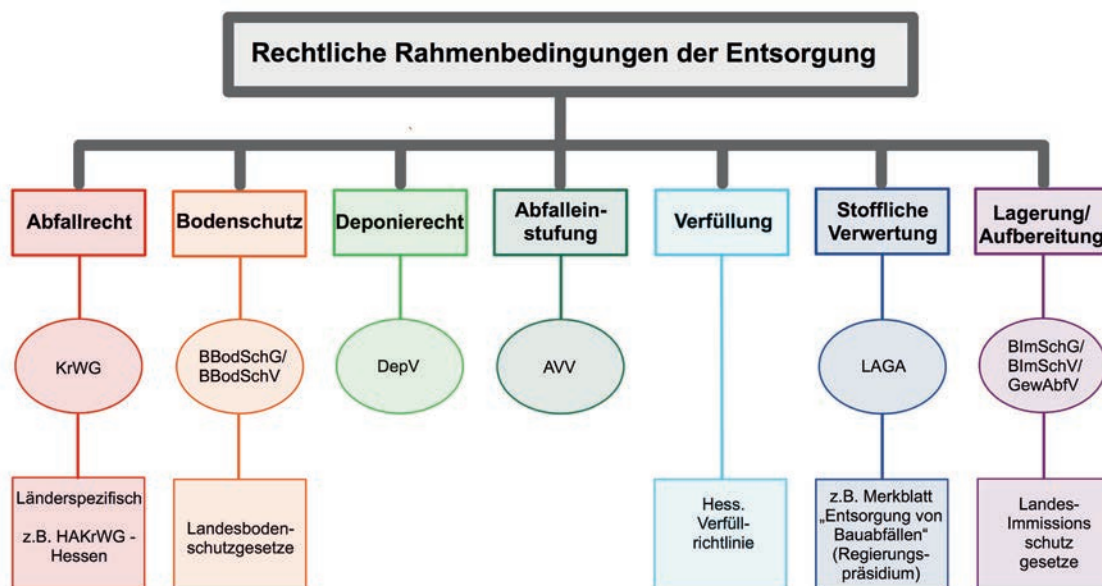 Rechtliche Rahmenbedingungen der Entsorgung
Abfallrecht
Bodenschutz
Deponierecht
Abfallein-
stufung
Verfüllung
Stoffliche
Verwertung
Lagerung/
Aufbereitung
KrWG
BBodSchG/
BBodSchV
DepV
AVV
LAGA
BImSchG/
BImSchV/
GewAbfV
Länderspezifisch
z.B. HAKrWG -
Hessen
Landesboden-
schutzgesetze
Hess.
Verfüll-
richtlinie
z.B. Merkblatt
„Entsorgung von
Bauabfällen“
(Regierungs-
präsidium)
Landes-
Immissions
schutz
gesetze